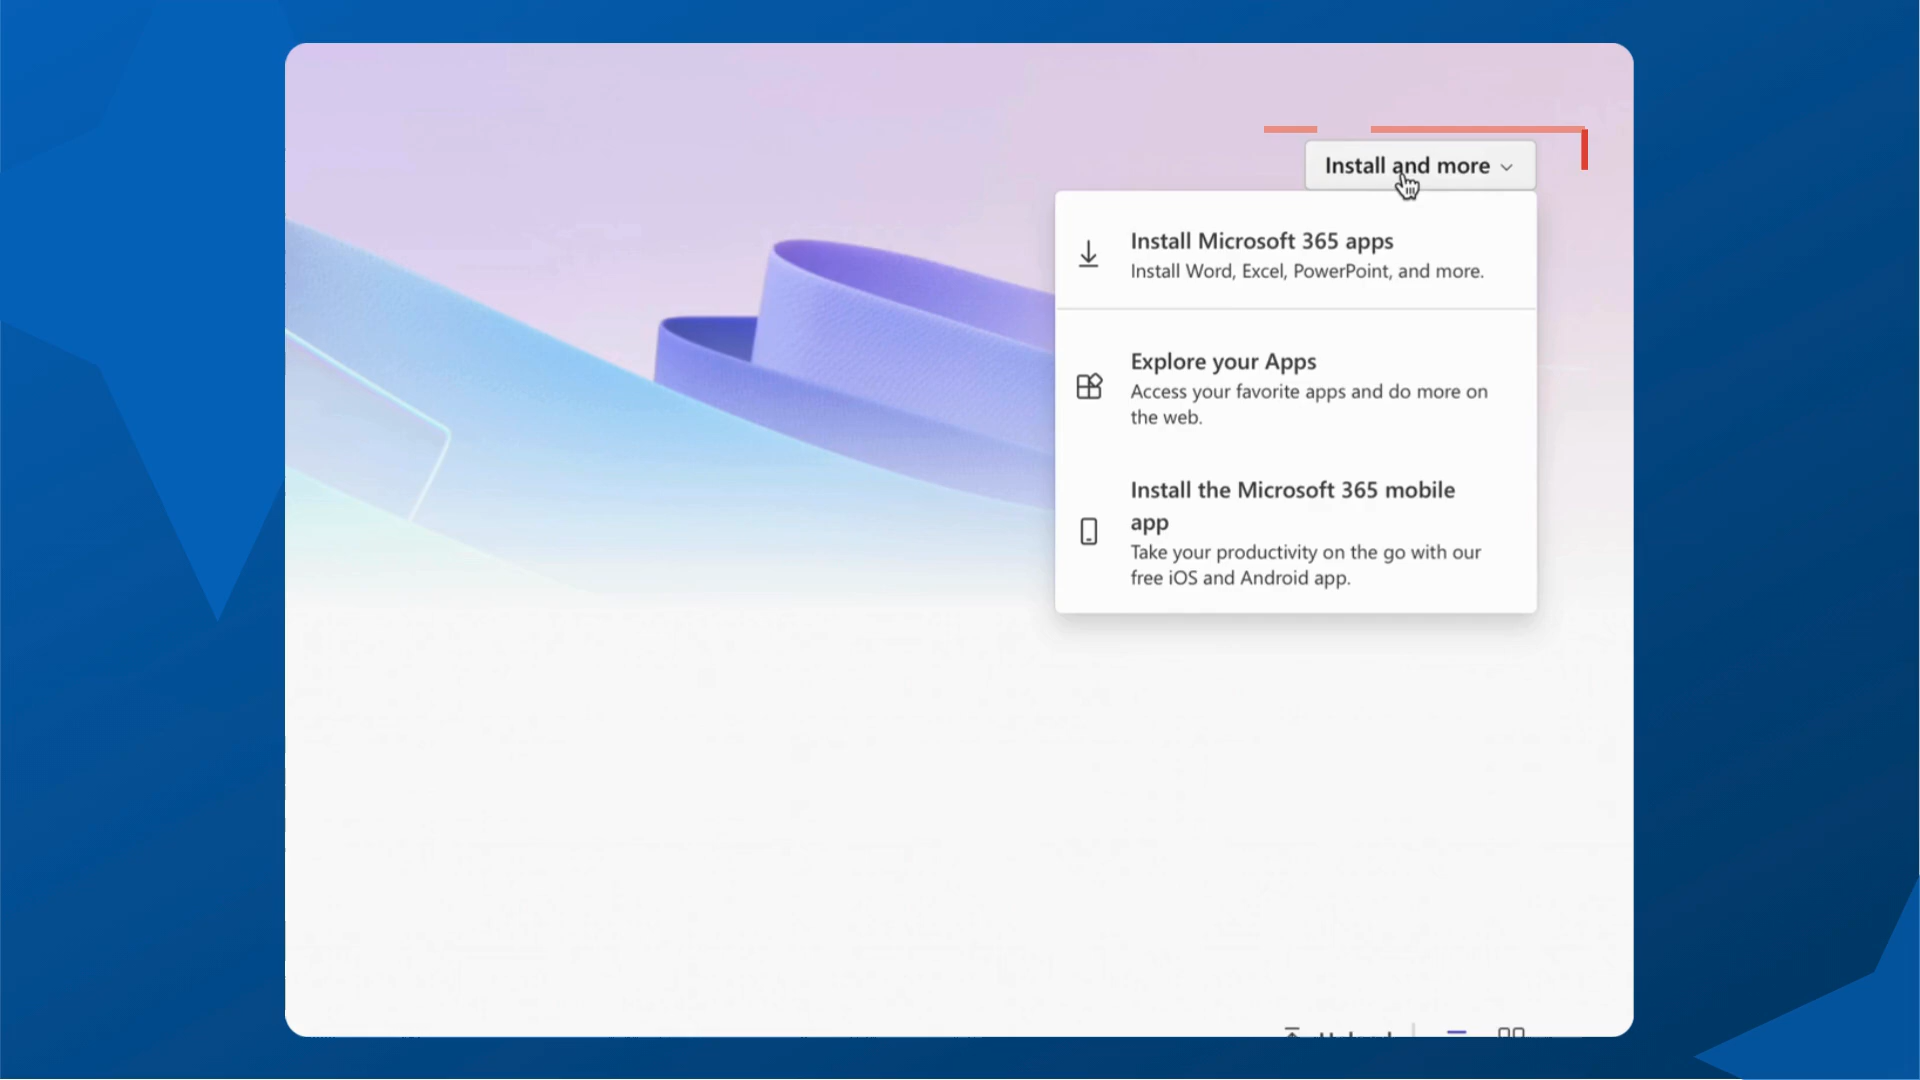 Install and more
Install Microsoft 365 apps
Install Word, Excel, PowerPoint, and more.
Explore your Apps
Access your favorite apps and do more on
the web.
Install the Microsoft 365 mobile
app
Take your productivity on the go with our
free iOS and Android app.